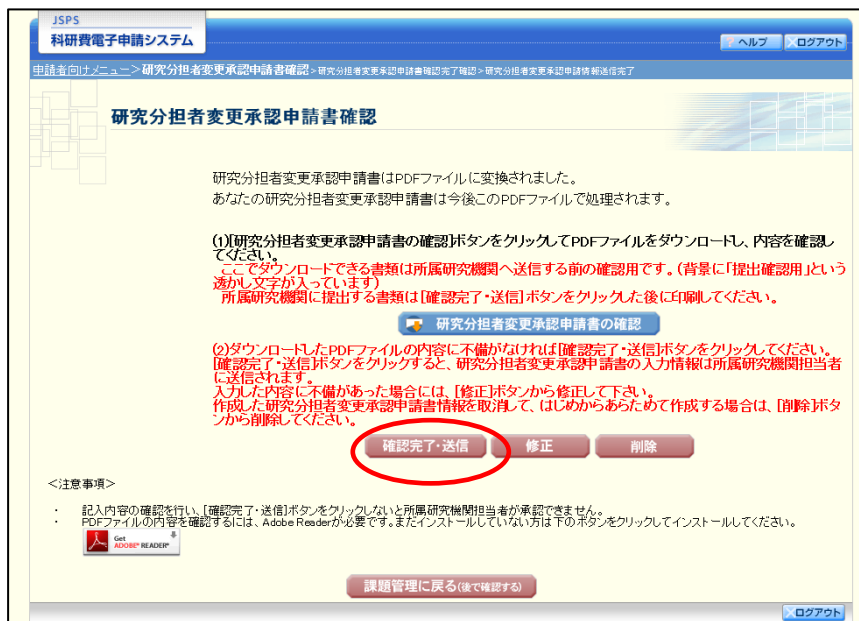 JSPS
科研費電子申請システム
ヘルプ
ログアウト
申請者向けメニュー>研究分担者変更承認申請書確認>研究分担者変更承認申請書確認完了確認>研究分担者変更承認申請情報送信完了
研究分担者変更承認申請書確認
研究分担者変更承認申請書はPDFファイルに変換されました。
あなたの研究分担者変更承認申請書は今後このPDFファイルで処理されます。
(1)[研究分担者変更承認申請書の確認]ボタンをクリックしてPDFファイルをダウンロードし、内容を確認し
てください。
ここでダウンロードできる書類は所属研究機関へ送信する前の確認用です。(背景に「提出確認用」という
透かし文字が入っています)
所属研究機関に提出する書類は[確認完了・送信]ボタンをクリックした後に印刷してください。
研究分担者変更承認申請書の確認
(2)ダウンロードしたPDFファイルの内容に不備がなければ[確認完了・送信]ボタンをクリックしてください。
[確認完了・送信]ボタンをクリックすると、研究分担者変更承認申請書の入力情報は所属研究機関担当者
に送信されます。
入力した内容に不備があった場合には、[修正]ボタンから修正して下さい。
作成した研究分担者変更承認申請書情報を取消して、はじめからあらためて作成する場合は、[削除]ボタ
ンから削除してください。
確認完了・送信
修正
削除
<注意事項>
・ 記入内容の確認を行い、[確認完了・送信]ボタンをクリックしないと所属研究機関担当者が承認できません。
・ PDFファイルの内容を確認するには、Adobe Readerが必要です。まだインストールしていない方は下のボタンをクリックしてインストールしてください。
Get
ADOBE® READER®
課題管理に戻る(後で確認する)
ログアウト